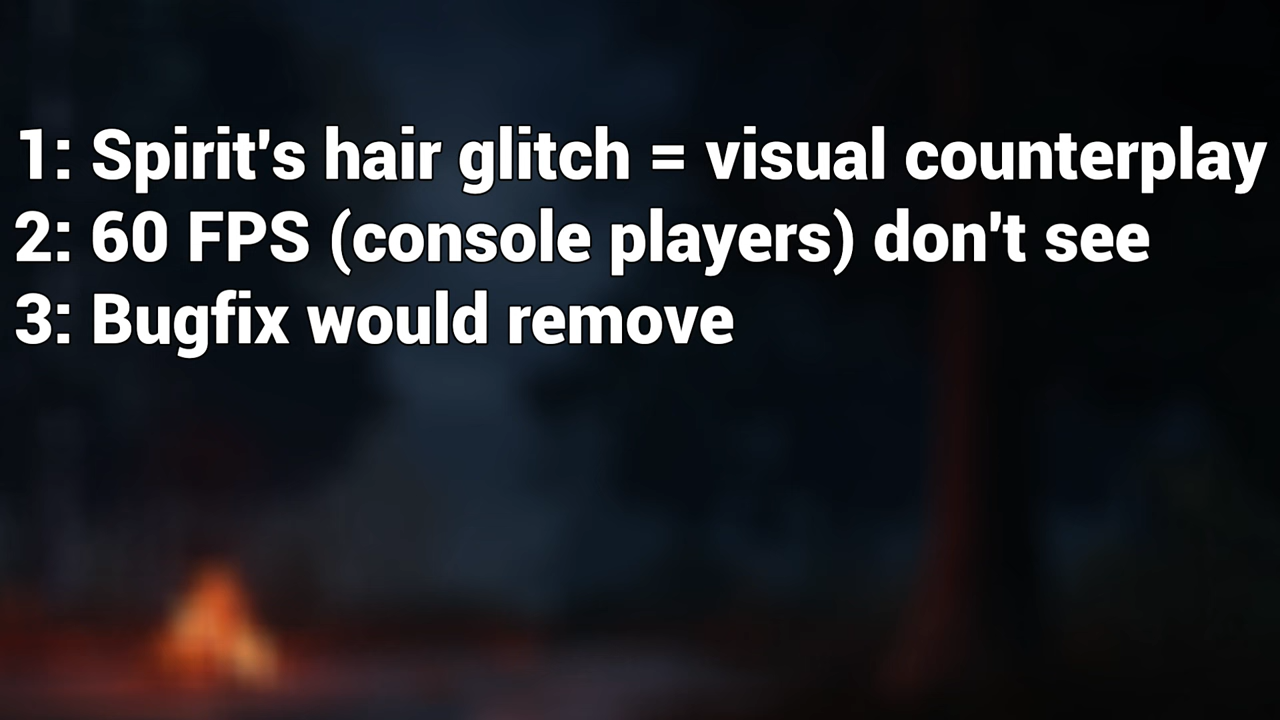 1: Spirit's hair glitch = visual counterplay
2: 60 FPS (console players) don't see
3: Bugfix would remove